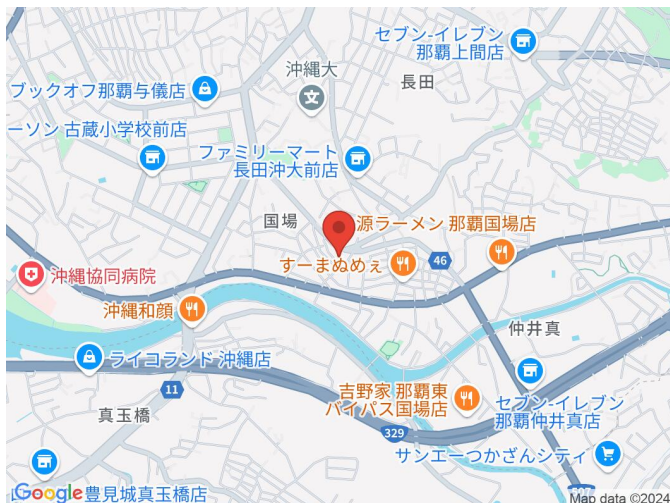 セブン-イレブン
那覇上間店
沖縄大
長田
ブックオフ那覇与儀店
ーソン 古蔵小学校前店
ファミリーマート
長田沖大前店
国場
源ラーメン 那覇国場店
すーまぬめぇ
46
沖縄協同病院
沖縄和顔
仲井真
ライコランド 沖縄店
11
吉野家 那覇東
バイパス国場店
セブン-イレブン
那覇仲井真店
真玉橋
329
サンエーつかざんシティ
Google
豊見城真玉橋店
Map data ©2024